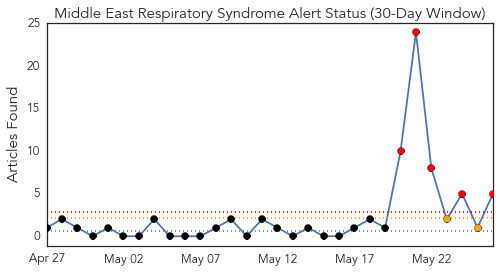 Middle East Respiratory Syndrome Alert Status (30-Day Window)
25
20
15
10
5
0
Articles Found
Apr 27
May 02
May 07
May 12
May 17
May 22